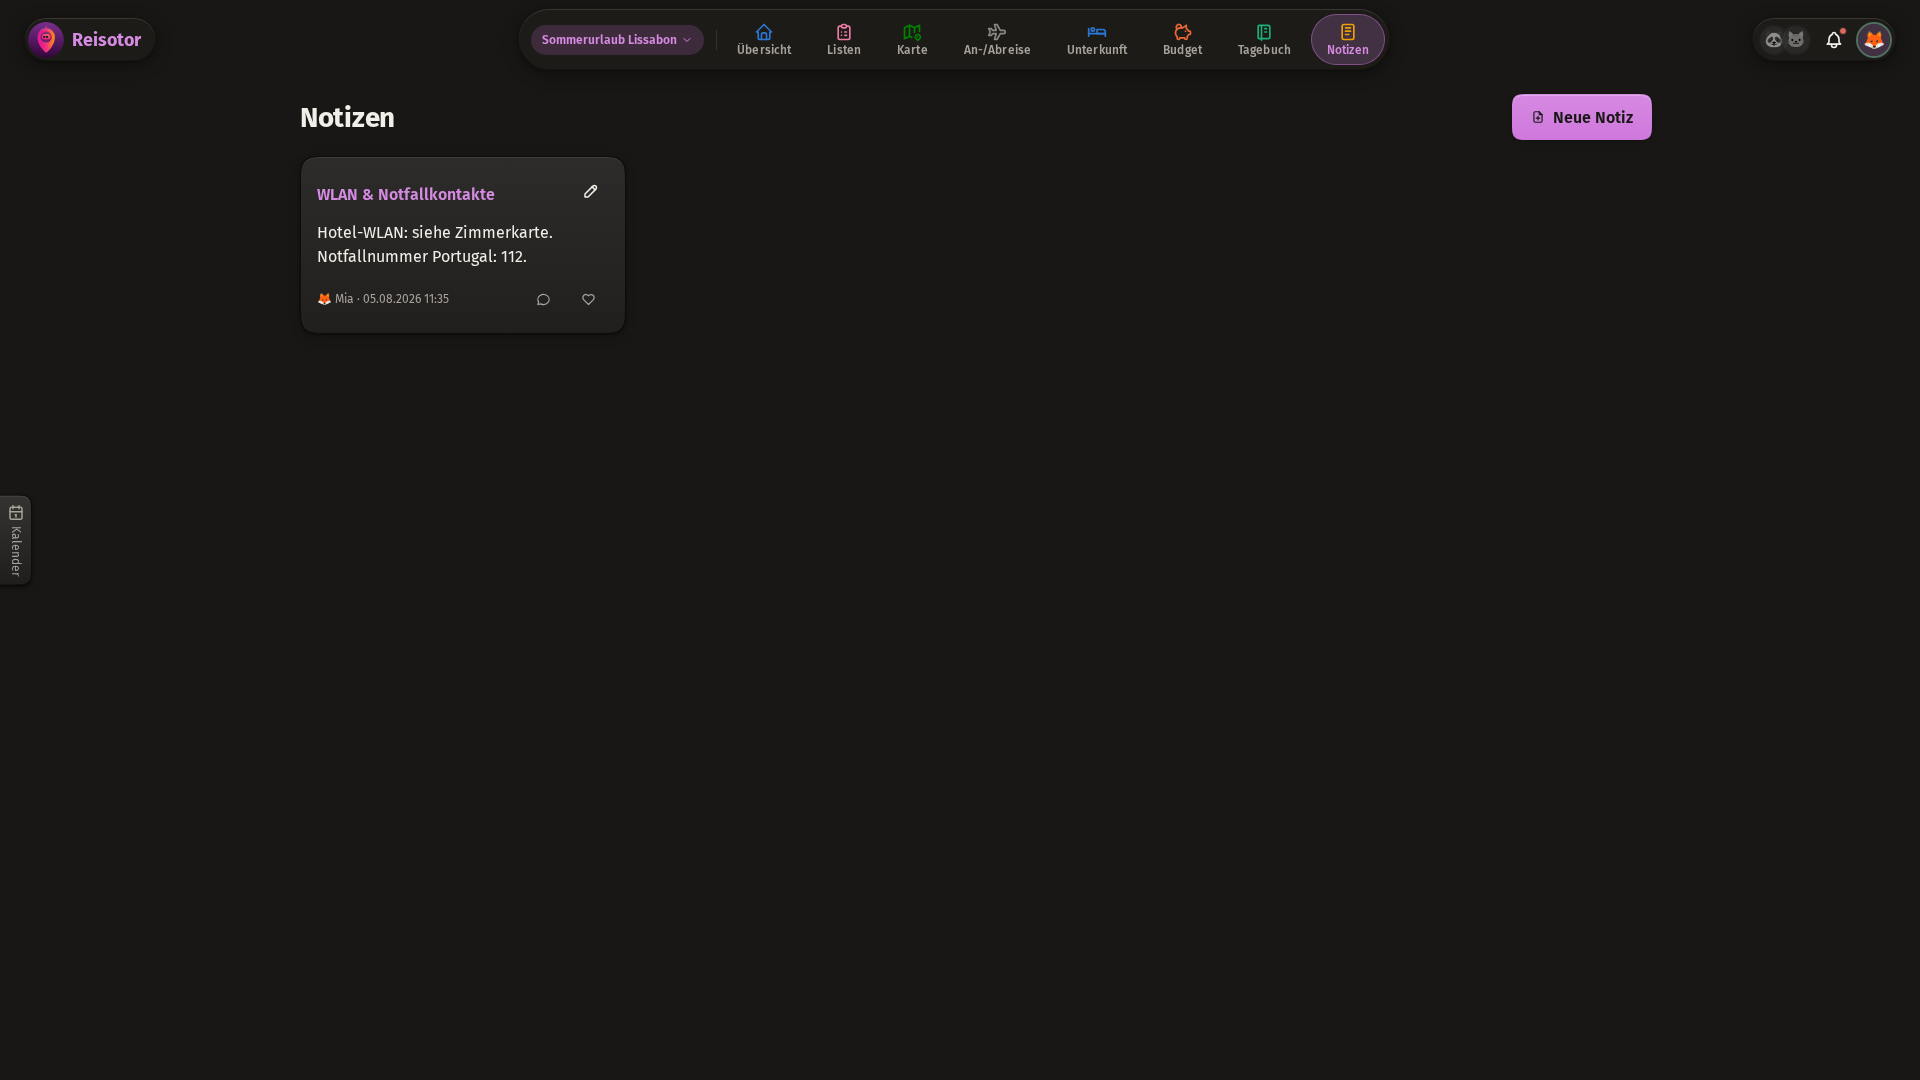 Reisotor
Sommerurlaub Lissabon
Übersicht
Listen
Karte
An-/Abreise
Unterkunft
Budget
Tagebuch
Notizen
Notizen
Neue Notiz
WLAN & Notfallkontakte
Hotel-WLAN: siehe Zimmerkarte.
Notfallnummer Portugal: 112.
Mia · 05.08.2026 11:35
Kalender